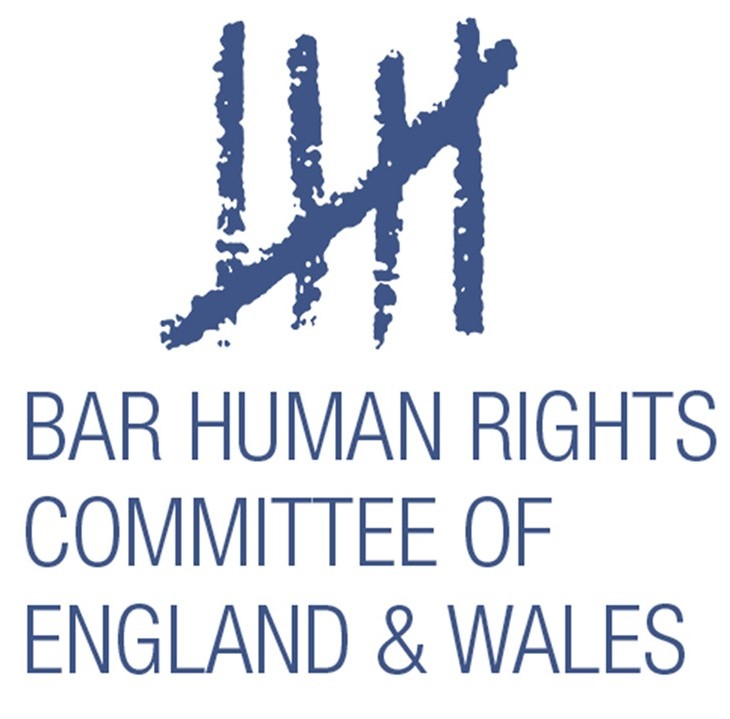 BAR HUMAN RIGHTS
COMMITTEE OF
ENGLAND & WALES